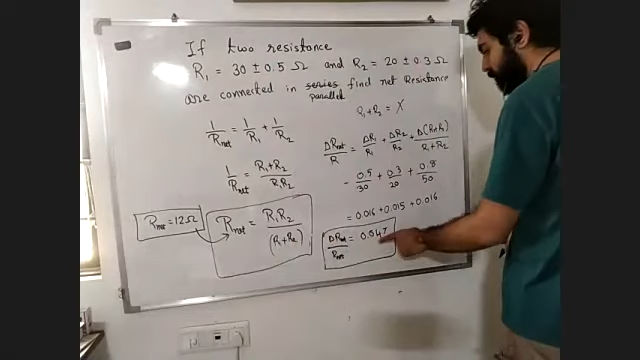 If two resistance
R₁ = 30 ± 0.5 Ω and R₂ = 20 ± 0.3 Ω
are connected in series find net Resistance
parallel
R₁ + R₂ = X
1/Rnet = 1/R₁ + 1/R₂
1/Rnet = R₁ + R₂ / R₁R₂
Rnet = 12 Ω
Rnet = R₁R₂ / (R₁ + R₂)
ΔRnet/R = ΔR₁/R₁ + ΔR₂/R₂ + Δ(R₁+R₂)/R₁ + R₂
= 0.5/30 + 0.3/20 + 0.8/50
= 0.016 + 0.015 + 0.016
ΔRnet/Rnet = 0.047